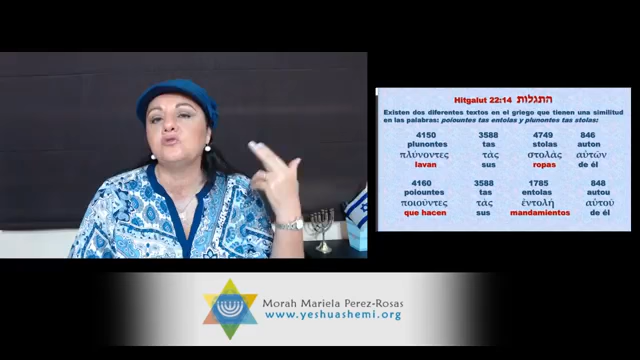 Hitgalut 22:14 התגלות
Existen dos diferentes textos en el griego que tienen una similitud
en las palabras: poiountes tas entolas y plunontes tas stolas:
4150 3588 4749 846
plunontes tas stolas auton
πλύνοντες τὰς στολὰς αὐτῶν
lavan sus ropas de él
4160 3588 1785 848
poiountes tas entolas autou
ποιοῦντες τὰς ἐντολή αὐτού
que hacen sus mandamientos de él
Morah Mariela Perez-Rosas
www.yeshuashemi.org